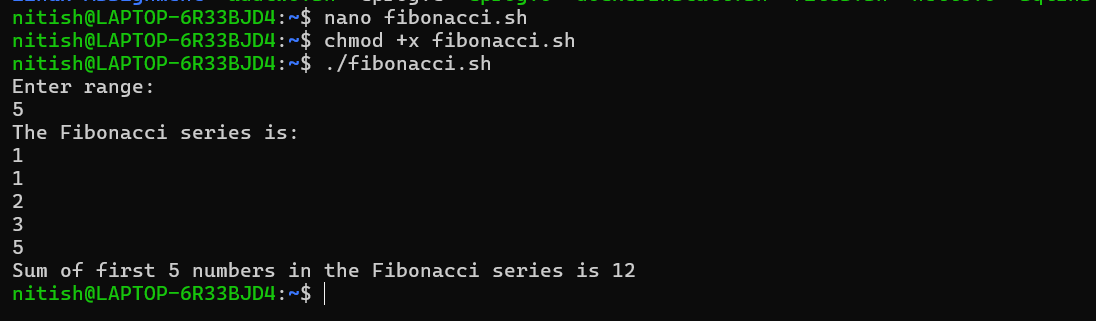 nitish@LAPTOP-6R33BJD4:~$ nano fibonacci.sh
nitish@LAPTOP-6R33BJD4:~$ chmod +x fibonacci.sh
nitish@LAPTOP-6R33BJD4:~$ ./fibonacci.sh
Enter range:
5
The Fibonacci series is:
1
1
2
3
5
Sum of first 5 numbers in the Fibonacci series is 12
nitish@LAPTOP-6R33BJD4:~$